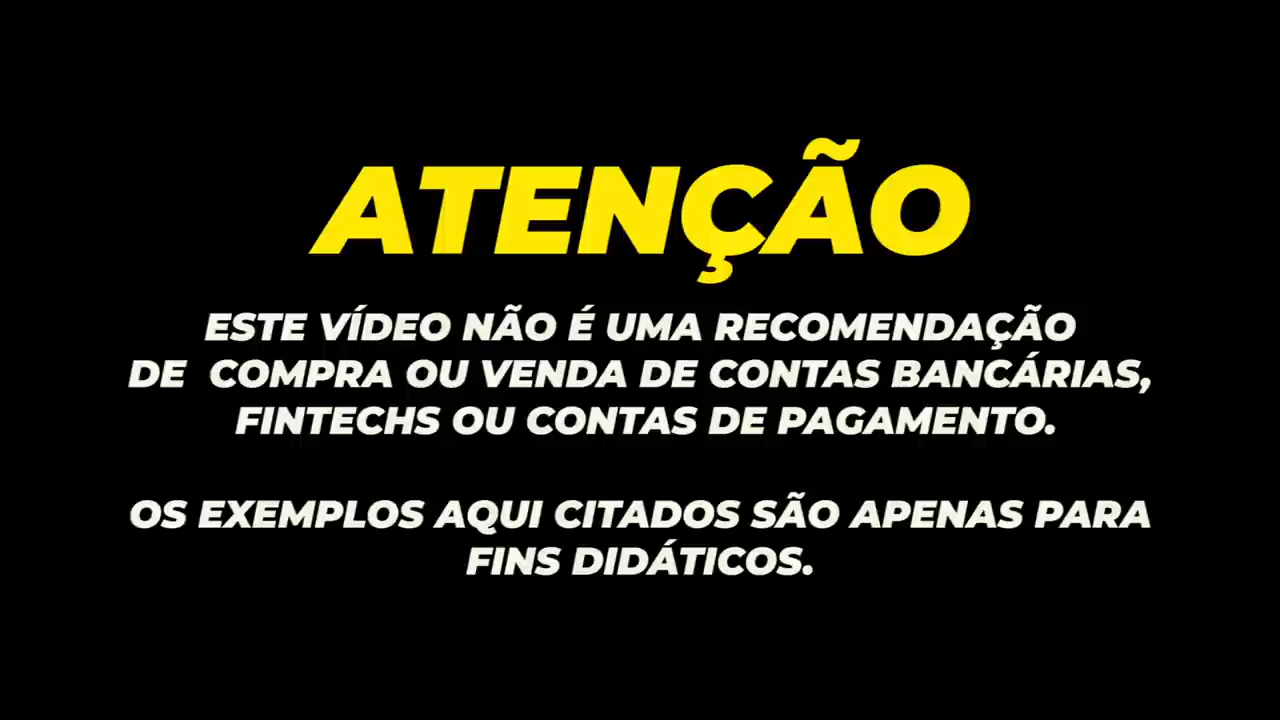 ATENÇÃO
ESTE VÍDEO NÃO É UMA RECOMENDAÇÃO
DE COMPRA OU VENDA DE CONTAS BANCÁRIAS,
FINTECHS OU CONTAS DE PAGAMENTO.
OS EXEMPLOS AQUI CITADOS SÃO APENAS PARA
FINS DIDÁTICOS.